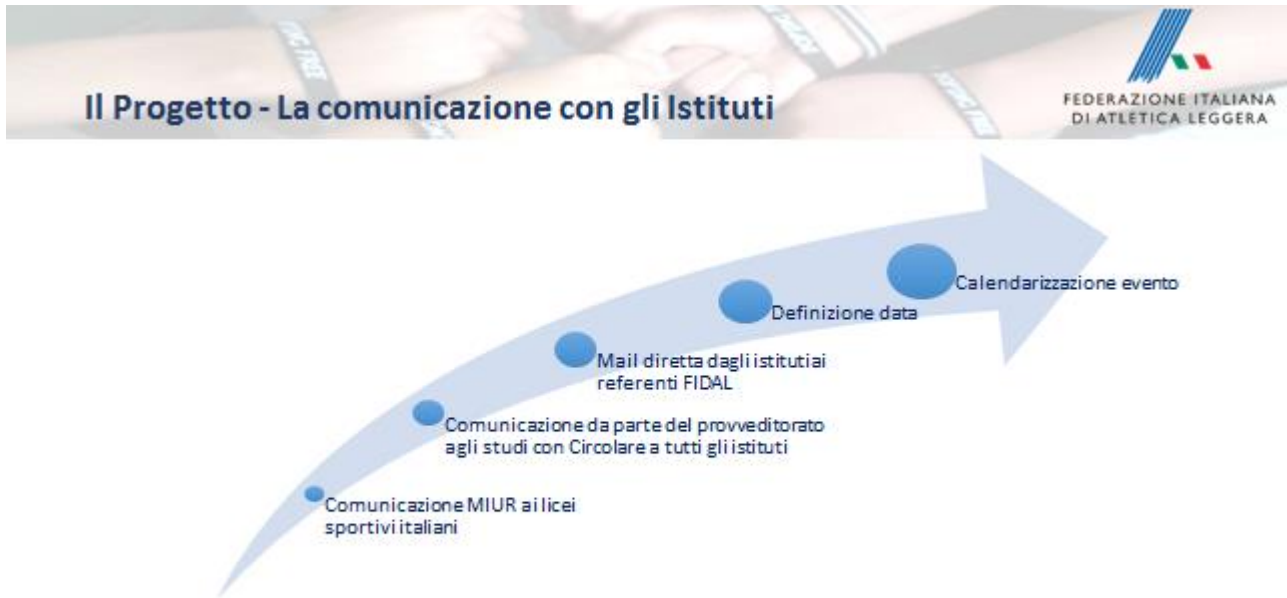 Il Progetto - La comunicazione con gli Istituti
FEDERAZIONE ITALIANA
DI ATLETICA LEGGERA
Calendarizzazione evento
Definizione data
Mail diretta dagli istitutiai
referenti FIDAL
Comunicazione da parte del provveditorato
agli studi con Circolare a tutti gli istituti
Comunicazione MIUR ai licei
sportivi italiani